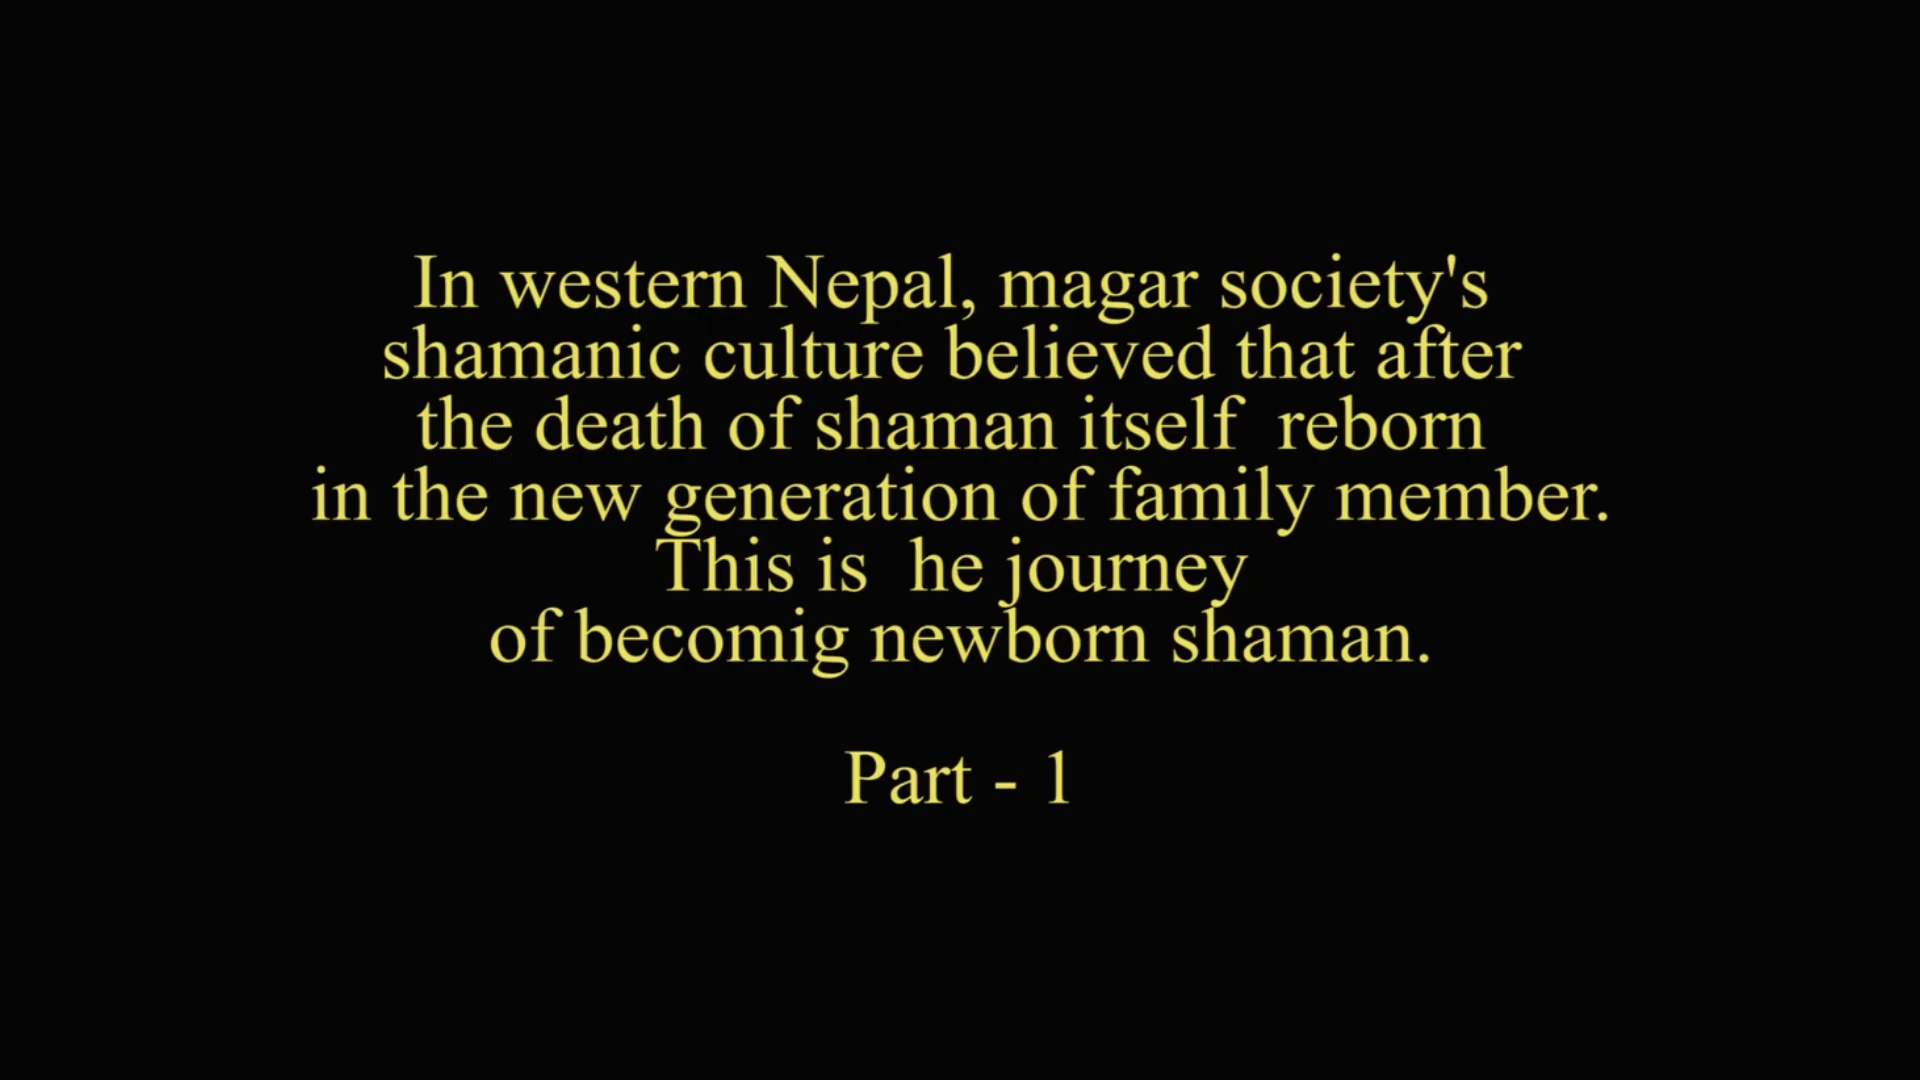 In western Nepal, magar society's
shamanic culture believed that after
the death of shaman itself  reborn
in the new generation of family member.
This is  he journey
of becomig newborn shaman.
Part - 1